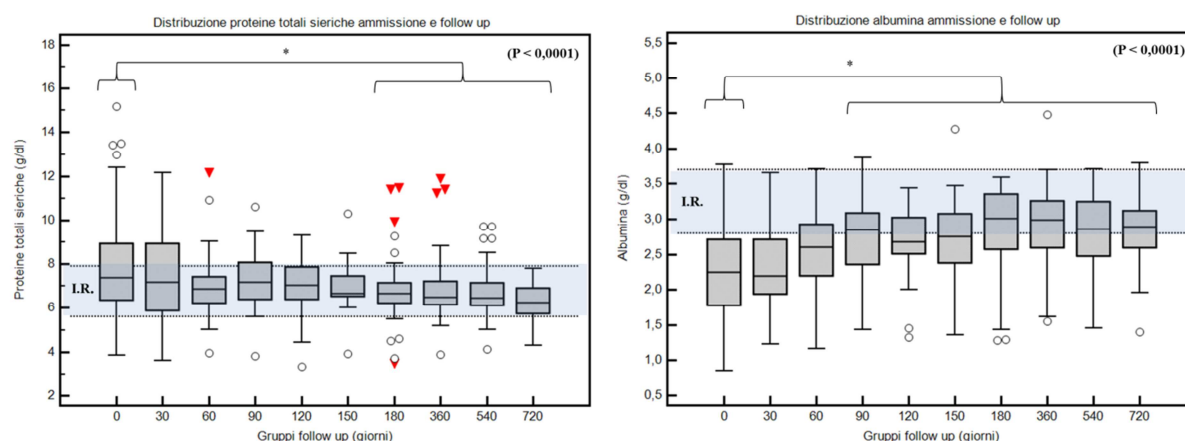 Distribuzione proteine totali sieriche ammissione e follow up
18
16
14
12
10
8
6
4
2
Proteine totali sieriche (g/dl)
*
(P < 0,0001)
I.R.
0 30 60 90 120 150 180 360 540 720
Gruppi follow up (giorni)
Distribuzione albumina ammissione e follow up
5,5
5,0
4,5
4,0
3,5
3,0
2,5
2,0
1,5
1,0
0,5
Albumina (g/dl)
*
(P < 0,0001)
I.R.
0 30 60 90 120 150 180 360 540 720
Gruppi follow up (giorni)